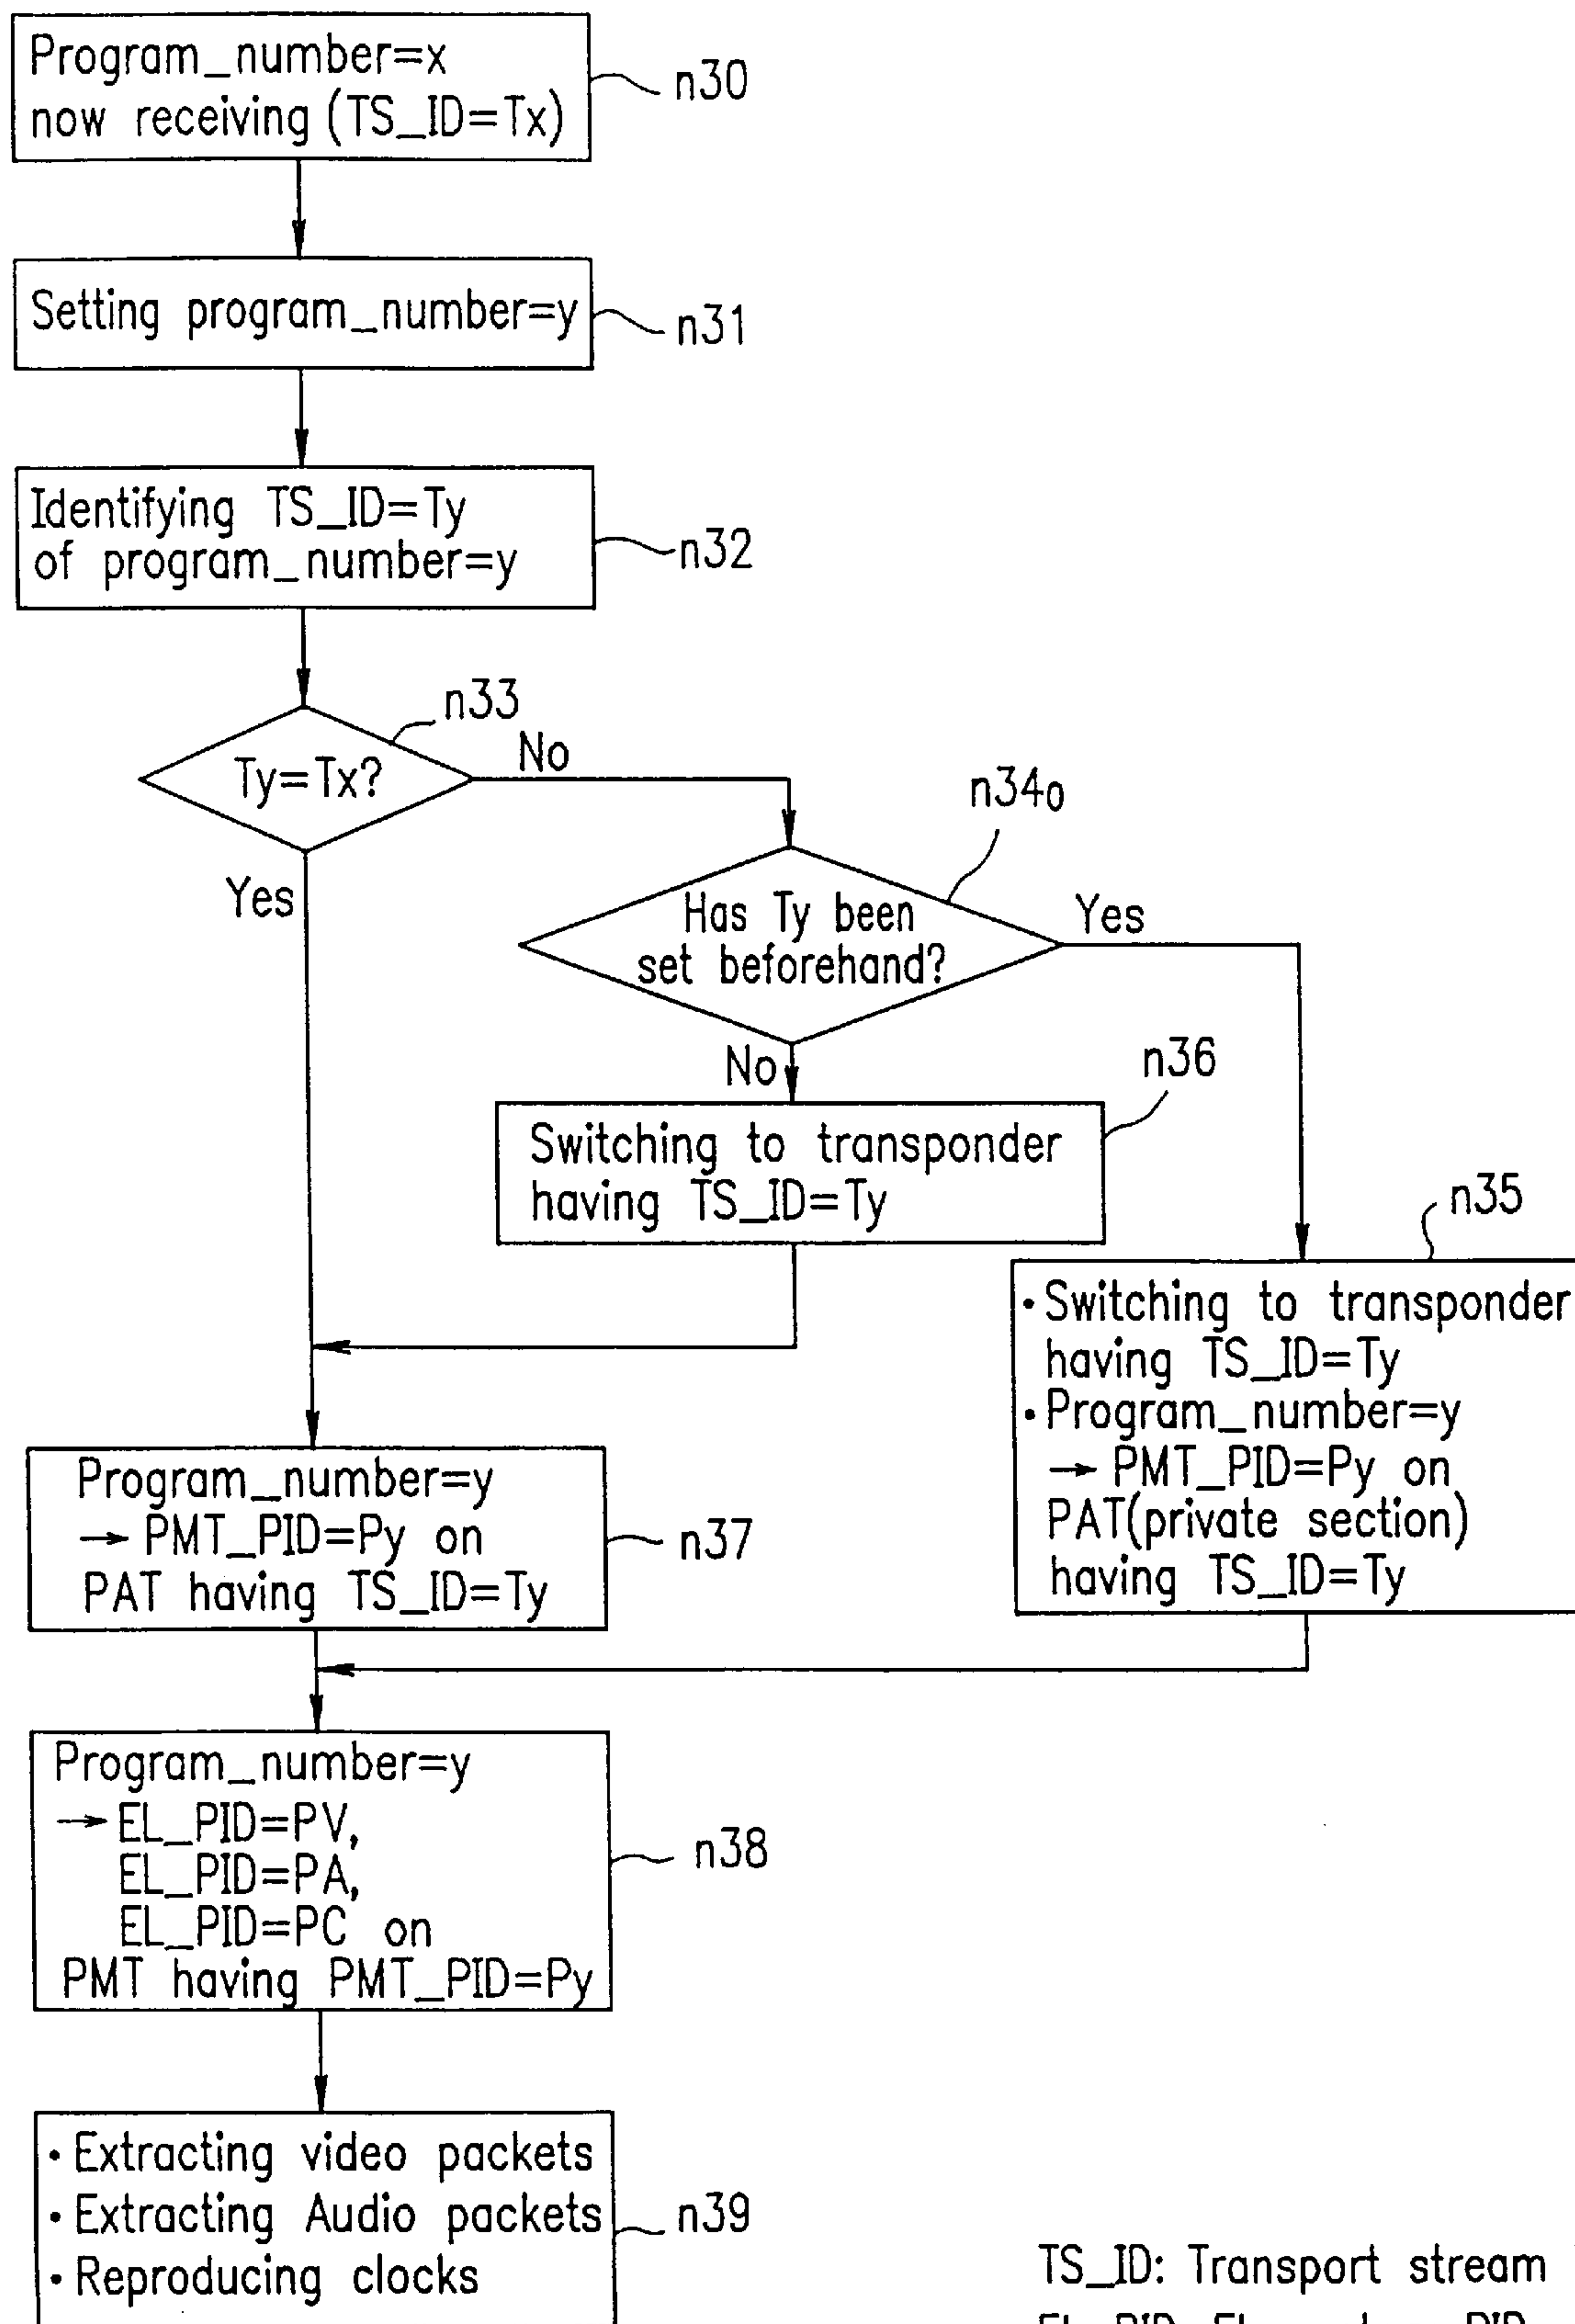 Program_number=x
now receiving (TS_ID=Tx)
n30
Setting program_number=y
n31
Identifying TS_ID=Ty
of program_number=y
n32
n33
Ty=Tx?
No
Yes
n340
Has Ty been
set beforehand?
Yes
No
n36
Switching to transponder
having TS_ID=Ty
n35
• Switching to transponder
having TS_ID=Ty
• Program_number=y
→ PMT_PID=Py on
PAT(private section)
having TS_ID=Ty
Program_number=y
→ PMT_PID=Py on
PAT having TS_ID=Ty
n37
Program_number=y
→ EL_PID=PV,
EL_PID=PA,
EL_PID=PC on
PMT having PMT_PID=Py
n38
• Extracting video packets
• Extracting Audio packets
• Reproducing clocks
n39
TS_ID: Transport stream